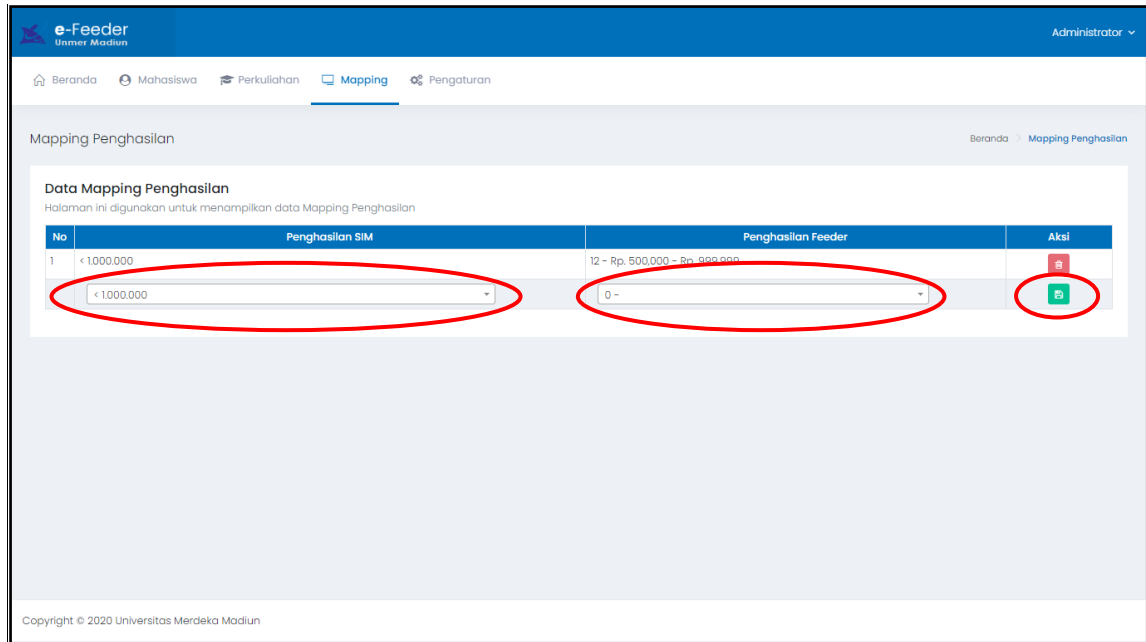 e-Feeder
Unmer Madiun
Administrator
Beranda Mahasiswa Perkuliahan Mapping Pengaturan
Mapping Penghasilan
Beranda > Mapping Penghasilan
Data Mapping Penghasilan
Halaman ini digunakan untuk menampilkan data Mapping Penghasilan
No Penghasilan SIM Penghasilan Feeder Aksi
1 < 1.000.000 12 - Rp. 500,000 - Rp. 999,999
< 1.000.000 0 -
Copyright © 2020 Universitas Merdeka Madiun